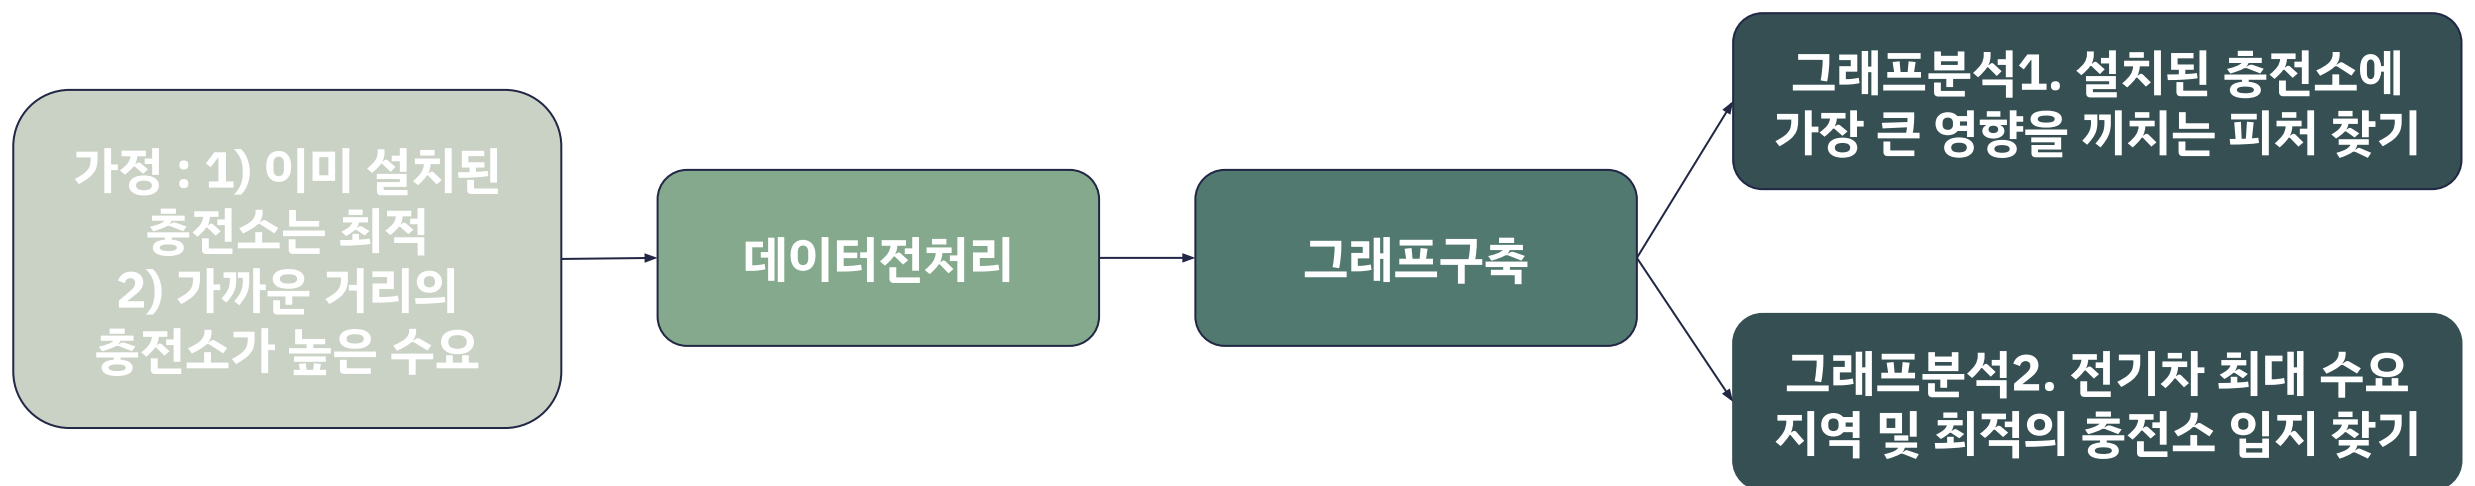 가정 : 1) 이미 설치된
충전소는 최적
2) 가까운 거리의
충전소가 높은 수요
데이터전처리
그래프구축
그래프분석1. 설치된 충전소에
가장 큰 영향을 끼치는 피처 찾기
그래프분석2. 전기차 최대 수요
지역 및 최적의 충전소 입지 찾기